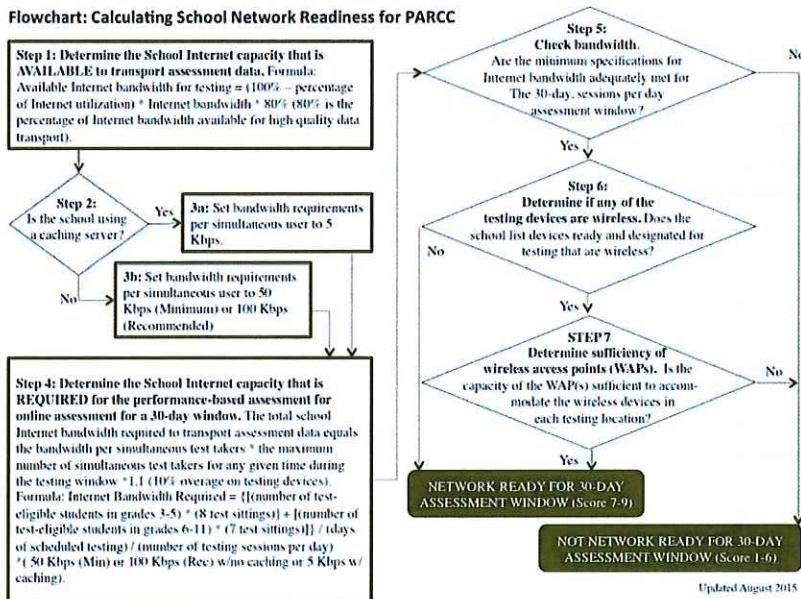 Flowchart: Calculating School Network Readiness for PARCC
Step 1: Determine the School Internet capacity that is
AVAILABLE to transport assessment data. Formula:
Available Internet bandwidth for testing = (100% – percentage
of Internet utilization) * Internet bandwidth * 80% (80% is the
percentage of Internet bandwidth available for high quality data
transport).
Step 2:
Is the school using
a caching server?
Yes
3a: Set bandwidth requirements
per simultaneous user to 5
Kbps.
No
3b: Set bandwidth requirements
per simultaneous user to 50
Kbps (Minimum) or 100 Kbps
(Recommended)
Step 4: Determine the School Internet capacity that is
REQUIRED for the performance-based assessment for
online assessment for a 30-day window. The total school
Internet bandwidth required to transport assessment data equals
the bandwidth per simultaneous test takers * the maximum
number of simultaneous test takers for any given time during
the testing window *1.1 (10% overage on testing devices).
Formula: Internet Bandwidth Required = {[(number of test-
eligible students in grades 3-5) * (8 test sittings)] + [(number of
test-eligible students in grades 6-11) * (7 test sittings)]} / (days
of scheduled testing) / (number of testing sessions per day)
*( 50 Kbps (Min) or 100 Kbps (Rec) w/no caching or 5 Kbps w/
caching).
Step 5:
Check bandwidth.
Are the minimum specifications for
Internet bandwidth adequately met for
The 30-day, sessions per day
assessment window?
No
Yes
Step 6:
Determine if any of the
testing devices are wireless. Does the
school list devices ready and designated for
testing that are wireless?
No
Yes
STEP 7
Determine sufficiency of
wireless access points (WAPs). Is the
capacity of the WAP(s) sufficient to accom-
modate the wireless devices in
each testing location?
No
Yes
NETWORK READY FOR 30-DAY
ASSESSMENT WINDOW (Score 7-9)
NOT NETWORK READY FOR 30-DAY
ASSESSMENT WINDOW (Score 1-6)
Updated August 2015